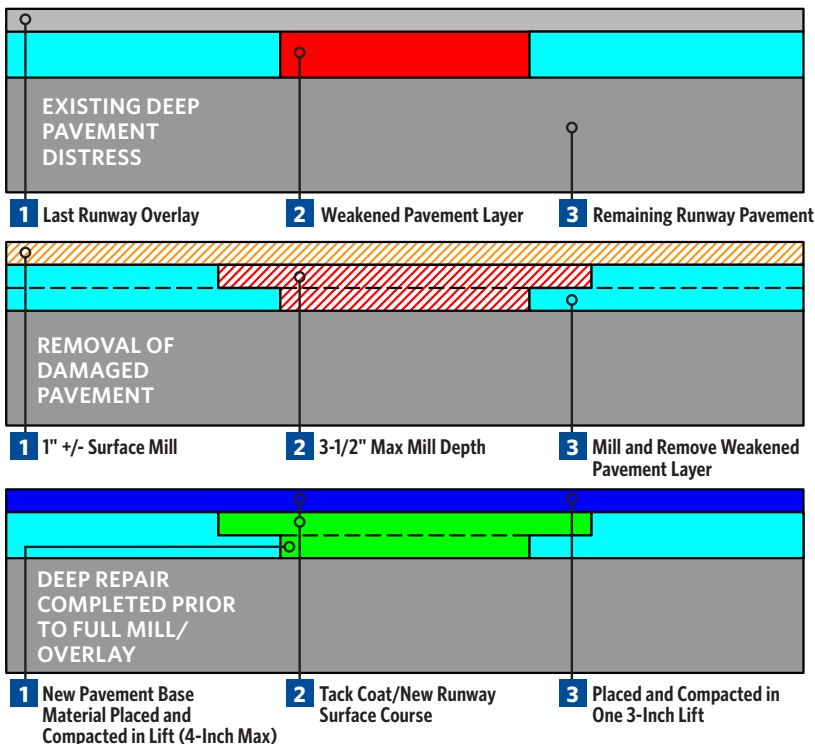 EXISTING DEEP
PAVEMENT
DISTRESS
1 Last Runway Overlay
2 Weakened Pavement Layer
3 Remaining Runway Pavement
REMOVAL OF
DAMAGED
PAVEMENT
1 1" +/- Surface Mill
2 3-1/2" Max Mill Depth
3 Mill and Remove Weakened
Pavement Layer
DEEP REPAIR
COMPLETED PRIOR
TO FULL MILL/
OVERLAY
1 New Pavement Base
Material Placed and
Compacted in Lift (4-Inch Max)
2 Tack Coat/New Runway
Surface Course
3 Placed and Compacted in
One 3-Inch Lift